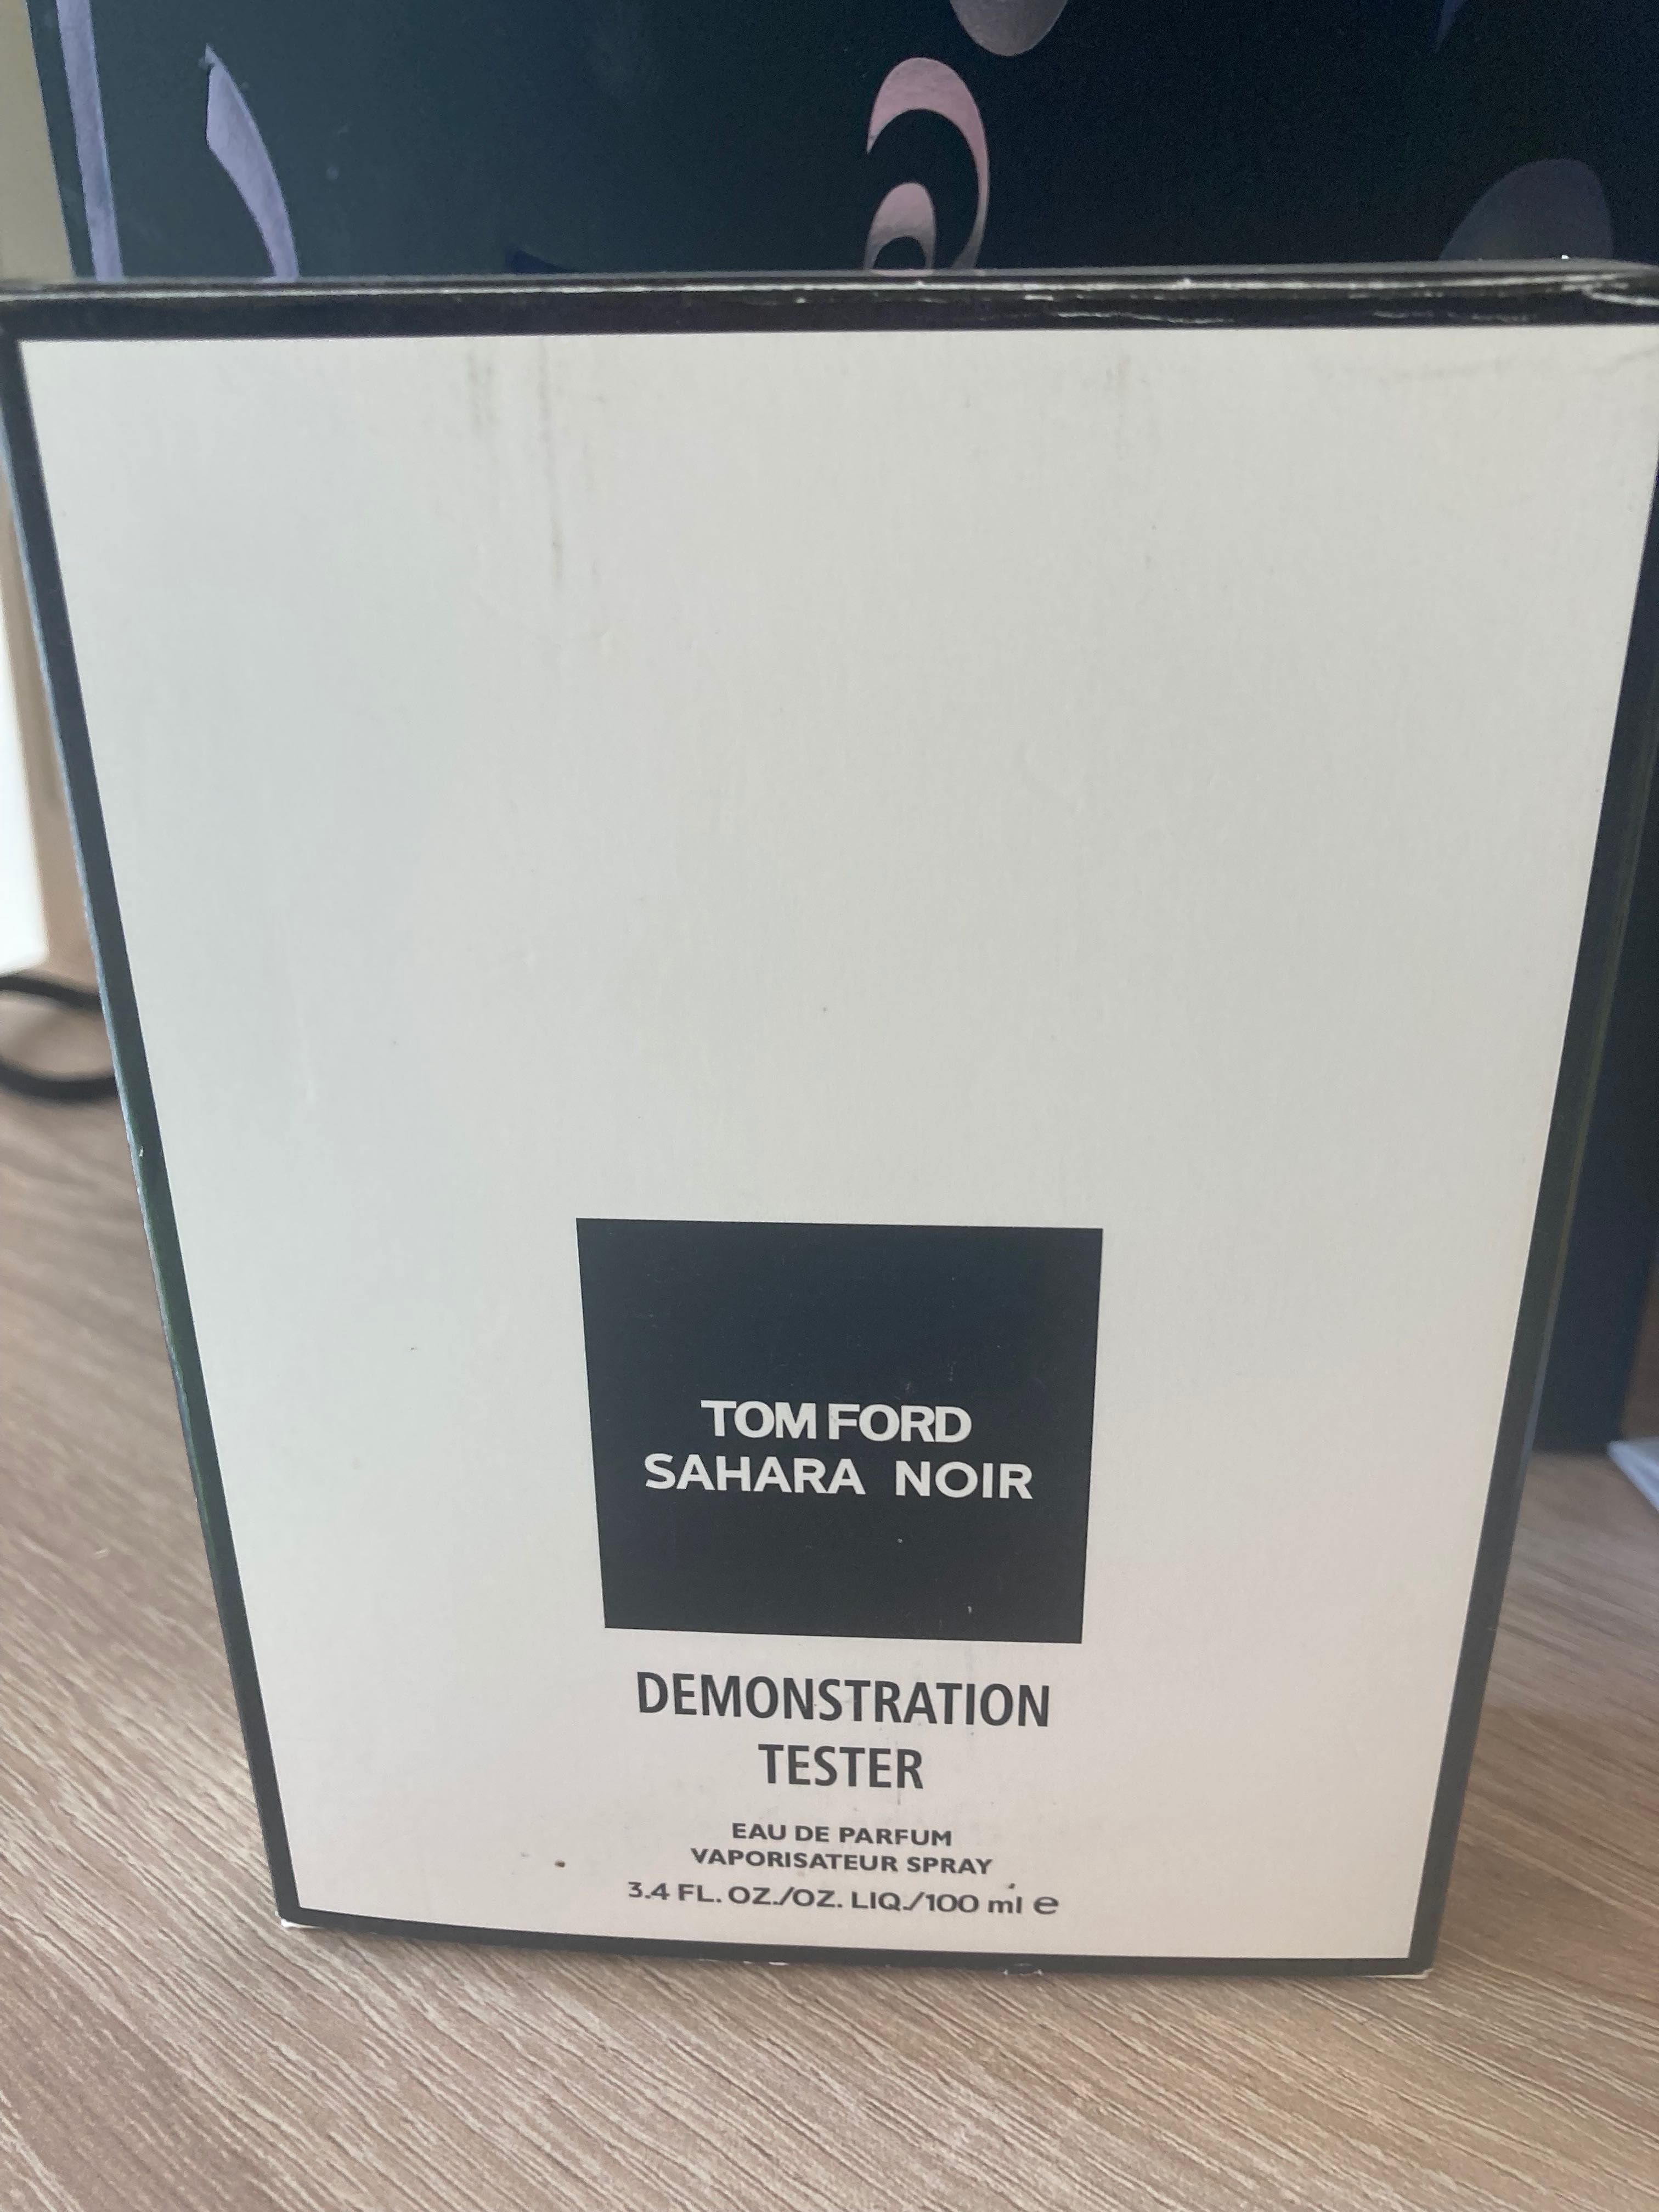 TOM FORD
SAHARA NOIR
DEMONSTRATION
TESTER
EAU DE PARFUM
VAPORISATEUR SPRAY
3.4 FL. OZ./OZ. LIQ./100 ml ℮